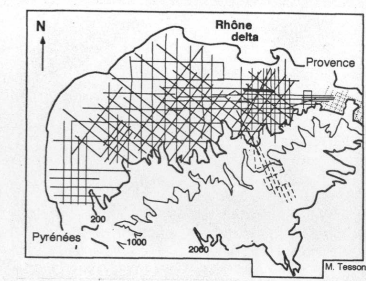 N
Rhône
delta
Provence
200
1000
2000
Pyrénées
M. Tesson